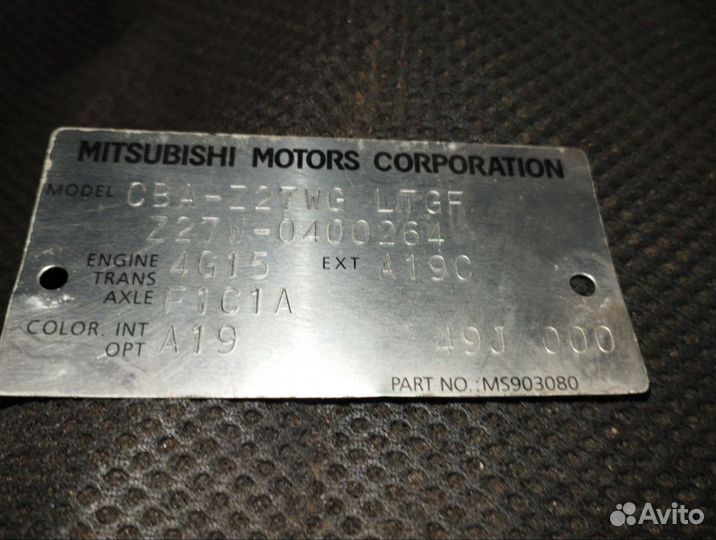 MITSUBISHI MOTORS CORPORATION
MODEL CBA-Z27WG LTGF
Z27W-0400264
ENGINE 4G15 EXT A19C
TRANS
AXLE F1C1A
COLOR. INT A19 49J 000
OPT
PART NO.:MS903080
Avito